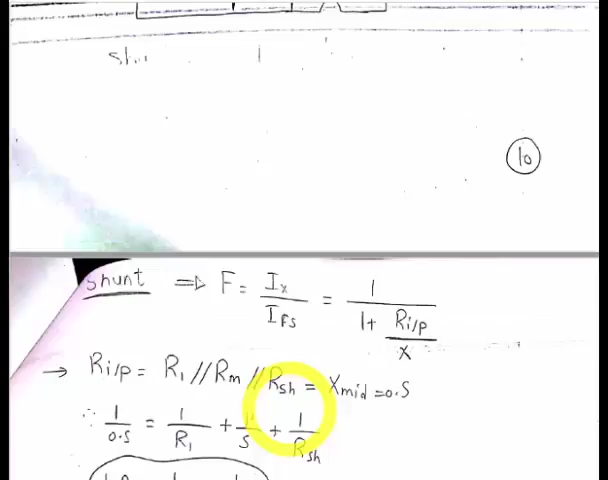 10
shunt ⇒ F = Ix / IFs = 1 / (1 + Ri/p / x)
→ Ri/p = R1 // Rm // Rsh = Xmid = 0.5
∴ 1/0.5 = 1/R1 + 1/5 + 1/Rsh